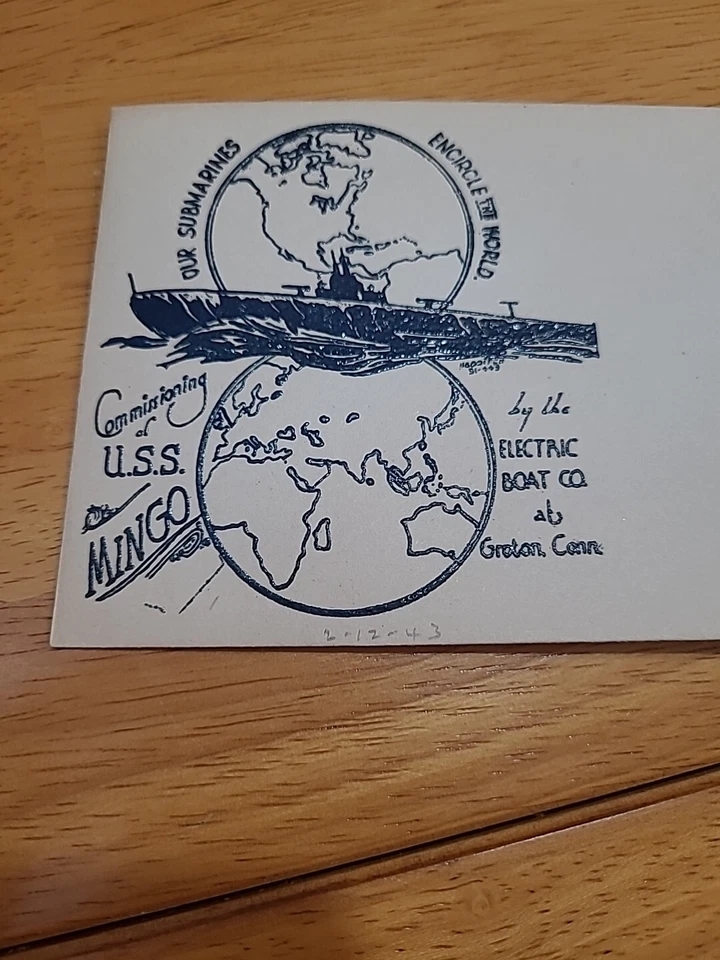 OUR SUBMARINES
ENCIRCLE THE WORLD.
Commissioning
of
U.S.S.
MINGO
by the
ELECTRIC
BOAT CO.
at
Groton, Conn.
2-12-43